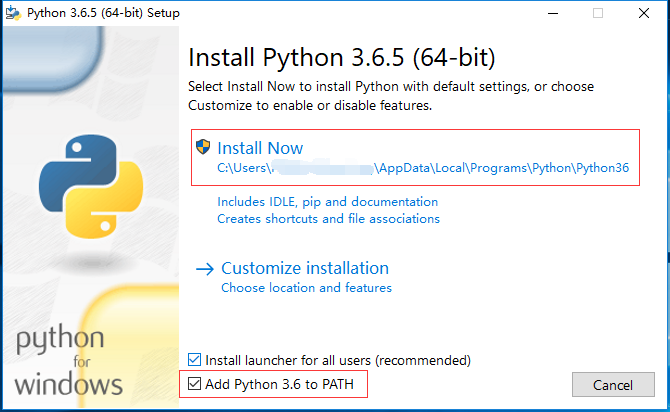 Python 3.6.5 (64-bit) Setup
Install Python 3.6.5 (64-bit)
Select Install Now to install Python with default settings, or choose
Customize to enable or disable features.
Install Now
C:\Users\ \AppData\Local\Programs\Python\Python36
Includes IDLE, pip and documentation
Creates shortcuts and file associations
Customize installation
Choose location and features
python
for
windows
Install launcher for all users (recommended)
Add Python 3.6 to PATH
Cancel